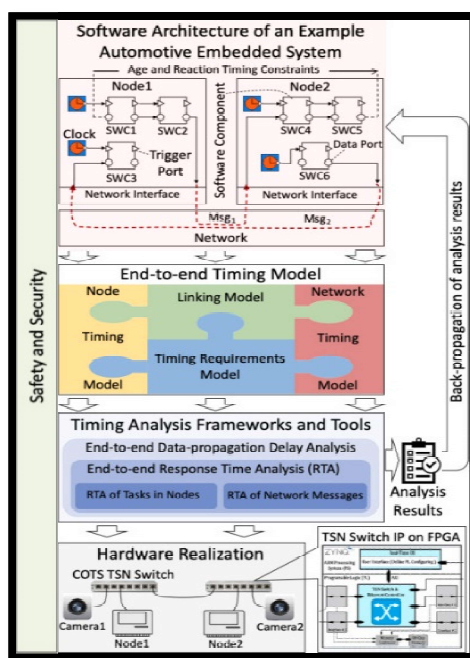 Safety and Security
Software Architecture of an Example
Automotive Embedded System
Age and Reaction Timing Constraints
Node1
Node2
Software Component
SWC1
SWC2
SWC4
SWC5
Clock
Trigger
Port
Data Port
SWC3
SWC6
Network Interface
Network Interface
Msg1
Msg2
Network
End-to-end Timing Model
Node
Linking Model
Network
Timing
Timing Requirements
Model
Timing
Model
Model
Timing Analysis Frameworks and Tools
End-to-end Data-propagation Delay Analysis
End-to-end Response Time Analysis (RTA)
RTA of Tasks in Nodes
RTA of Network Messages
Analysis
Results
Back-propagation of analysis results
Hardware Realization
TSN Switch IP on FPGA
COTS TSN Switch
Camera1
Node1
Node2
Camera2